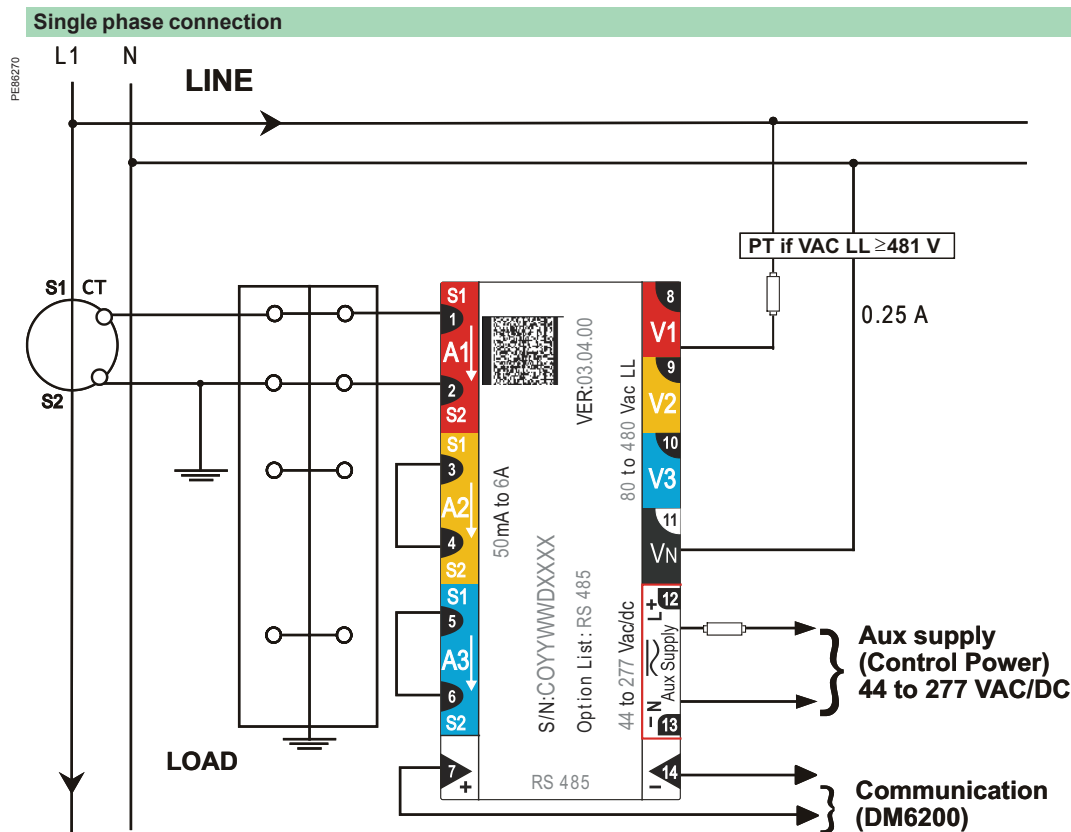 Single phase connection
PE86270
L1 N
LINE
PT if VAC LL ≥481 V
0.25 A
S1 CT
S2
S1
1
A1
2
S2
S1
3
A2
4
S2
S1
5
A3
6
S2
7
+
50mA to 6A
S/N:COYYWWDXXXX
VER:03.04.00
Option List: RS 485
80 to 480 Vac LL
44 to 277 Vac/dc
RS 485
8
V1
9
V2
10
V3
11
VN
12
L+
Aux Supply
– N
13
14
–
Aux supply
(Control Power)
44 to 277 VAC/DC
LOAD
Communication
(DM6200)